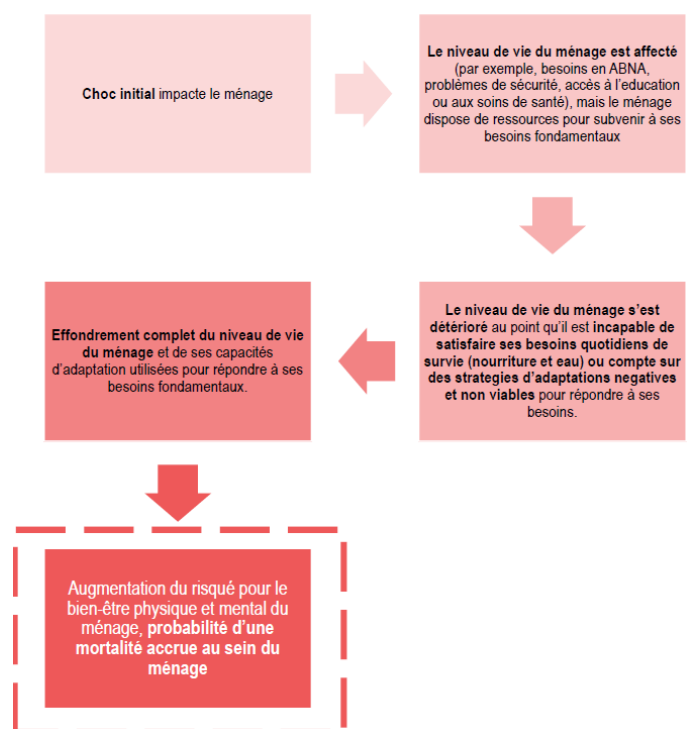 Choc initial impacte le ménage
Le niveau de vie du ménage est affecté
(par exemple, besoins en ABNA,
problèmes de sécurité, accès à l'education
ou aux soins de santé), mais le ménage
dispose de ressources pour subvenir à ses
besoins fondamentaux
Le niveau de vie du ménage s'est
détérioré au point qu'il est incapable de
satisfaire ses besoins quotidiens de
survie (nourriture et eau) ou compte sur
des strategies d'adaptations negatives
et non viables pour répondre à ses
besoins.
Effondrement complet du niveau de vie
du ménage et de ses capacités
d'adaptation utilisées pour répondre à ses
besoins fondamentaux.
Augmentation du risqué pour le
bien-être physique et mental du
ménage, probabilité d'une
mortalité accrue au sein du
ménage